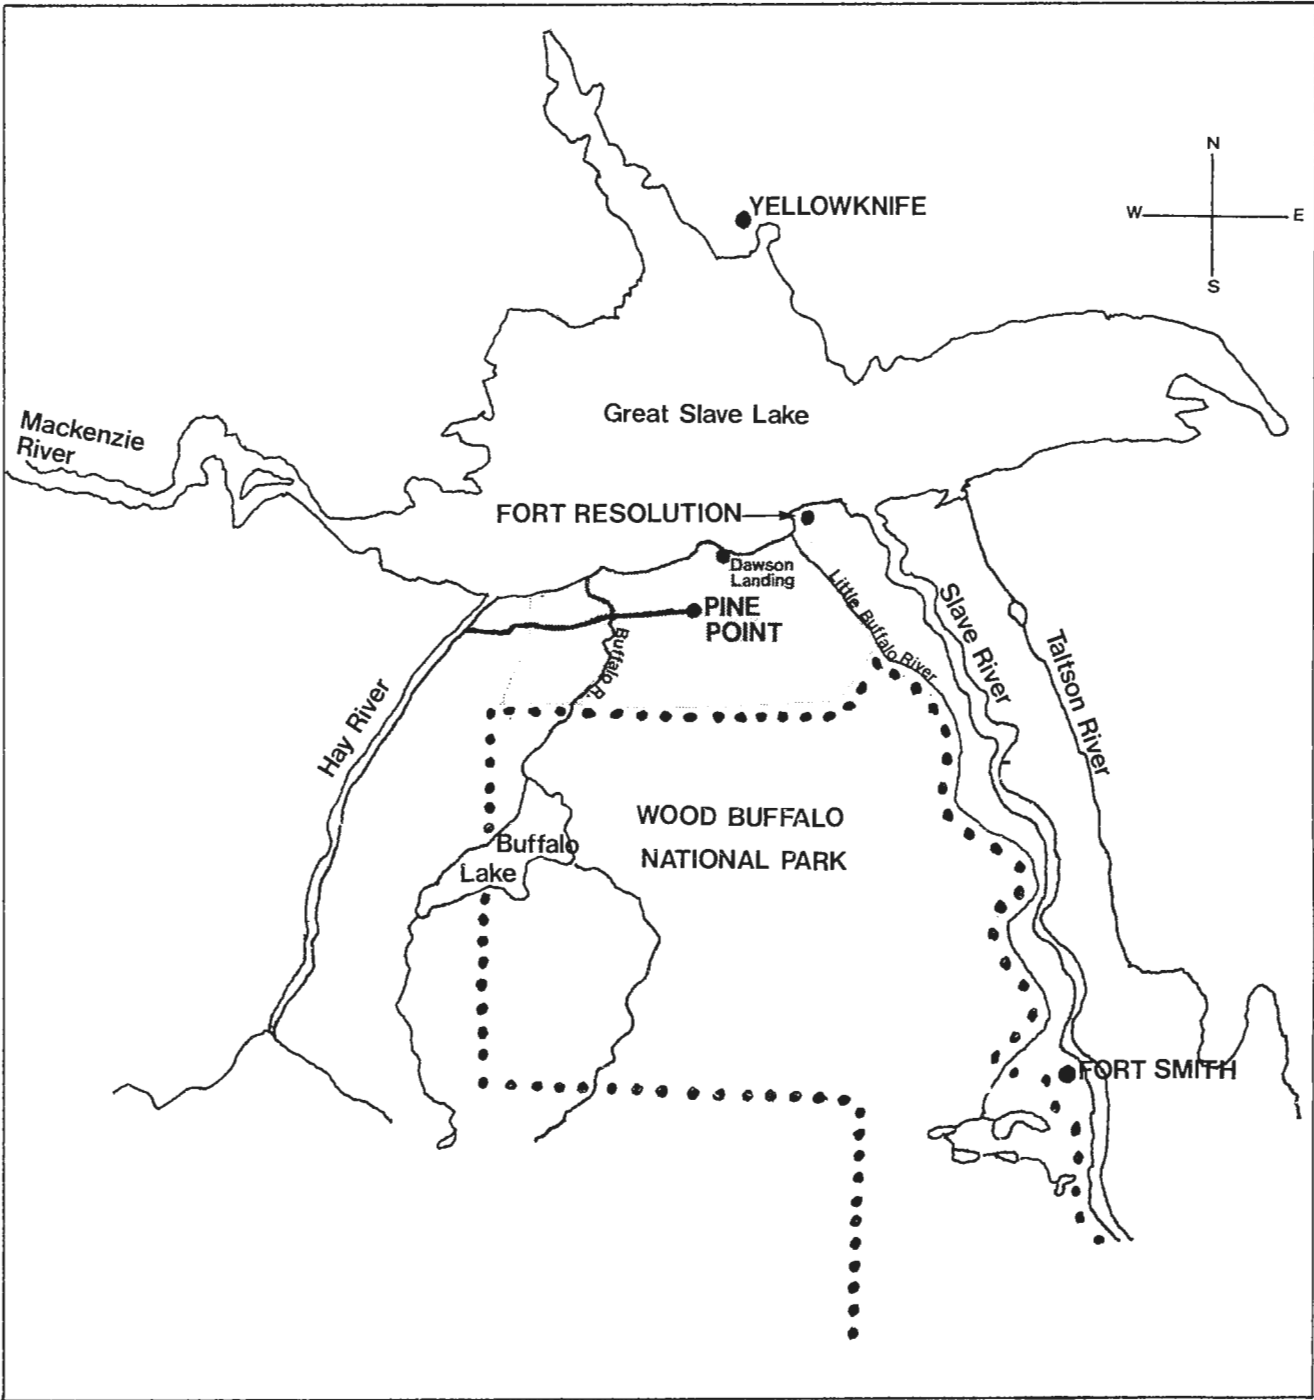 YELLOWKNIFE
N
W
E
S
Great Slave Lake
Mackenzie
River
FORT RESOLUTION
Dawson
Landing
PINE
POINT
Little Buffalo River
Slave River
Taltson River
Buffalo R.
Hay River
WOOD BUFFALO
NATIONAL PARK
Buffalo
Lake
FORT SMITH